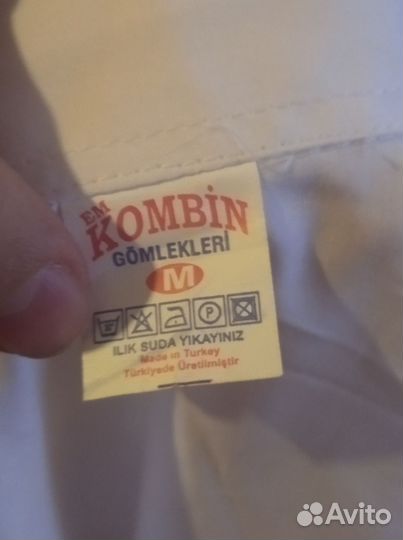 EM
KOMBİN
GÖMLEKLERİ
M
P
ILIK SUDA YIKAYINIZ
Made in Turkey
Türkiyede Üretilmiştir
Avito